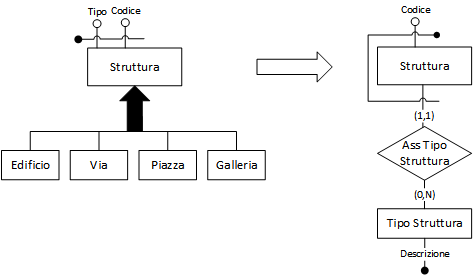 Tipo Codice
Struttura
Edificio
Via
Piazza
Galleria
Codice
Struttura
(1,1)
Ass Tipo
Struttura
(0,N)
Tipo Struttura
Descrizione